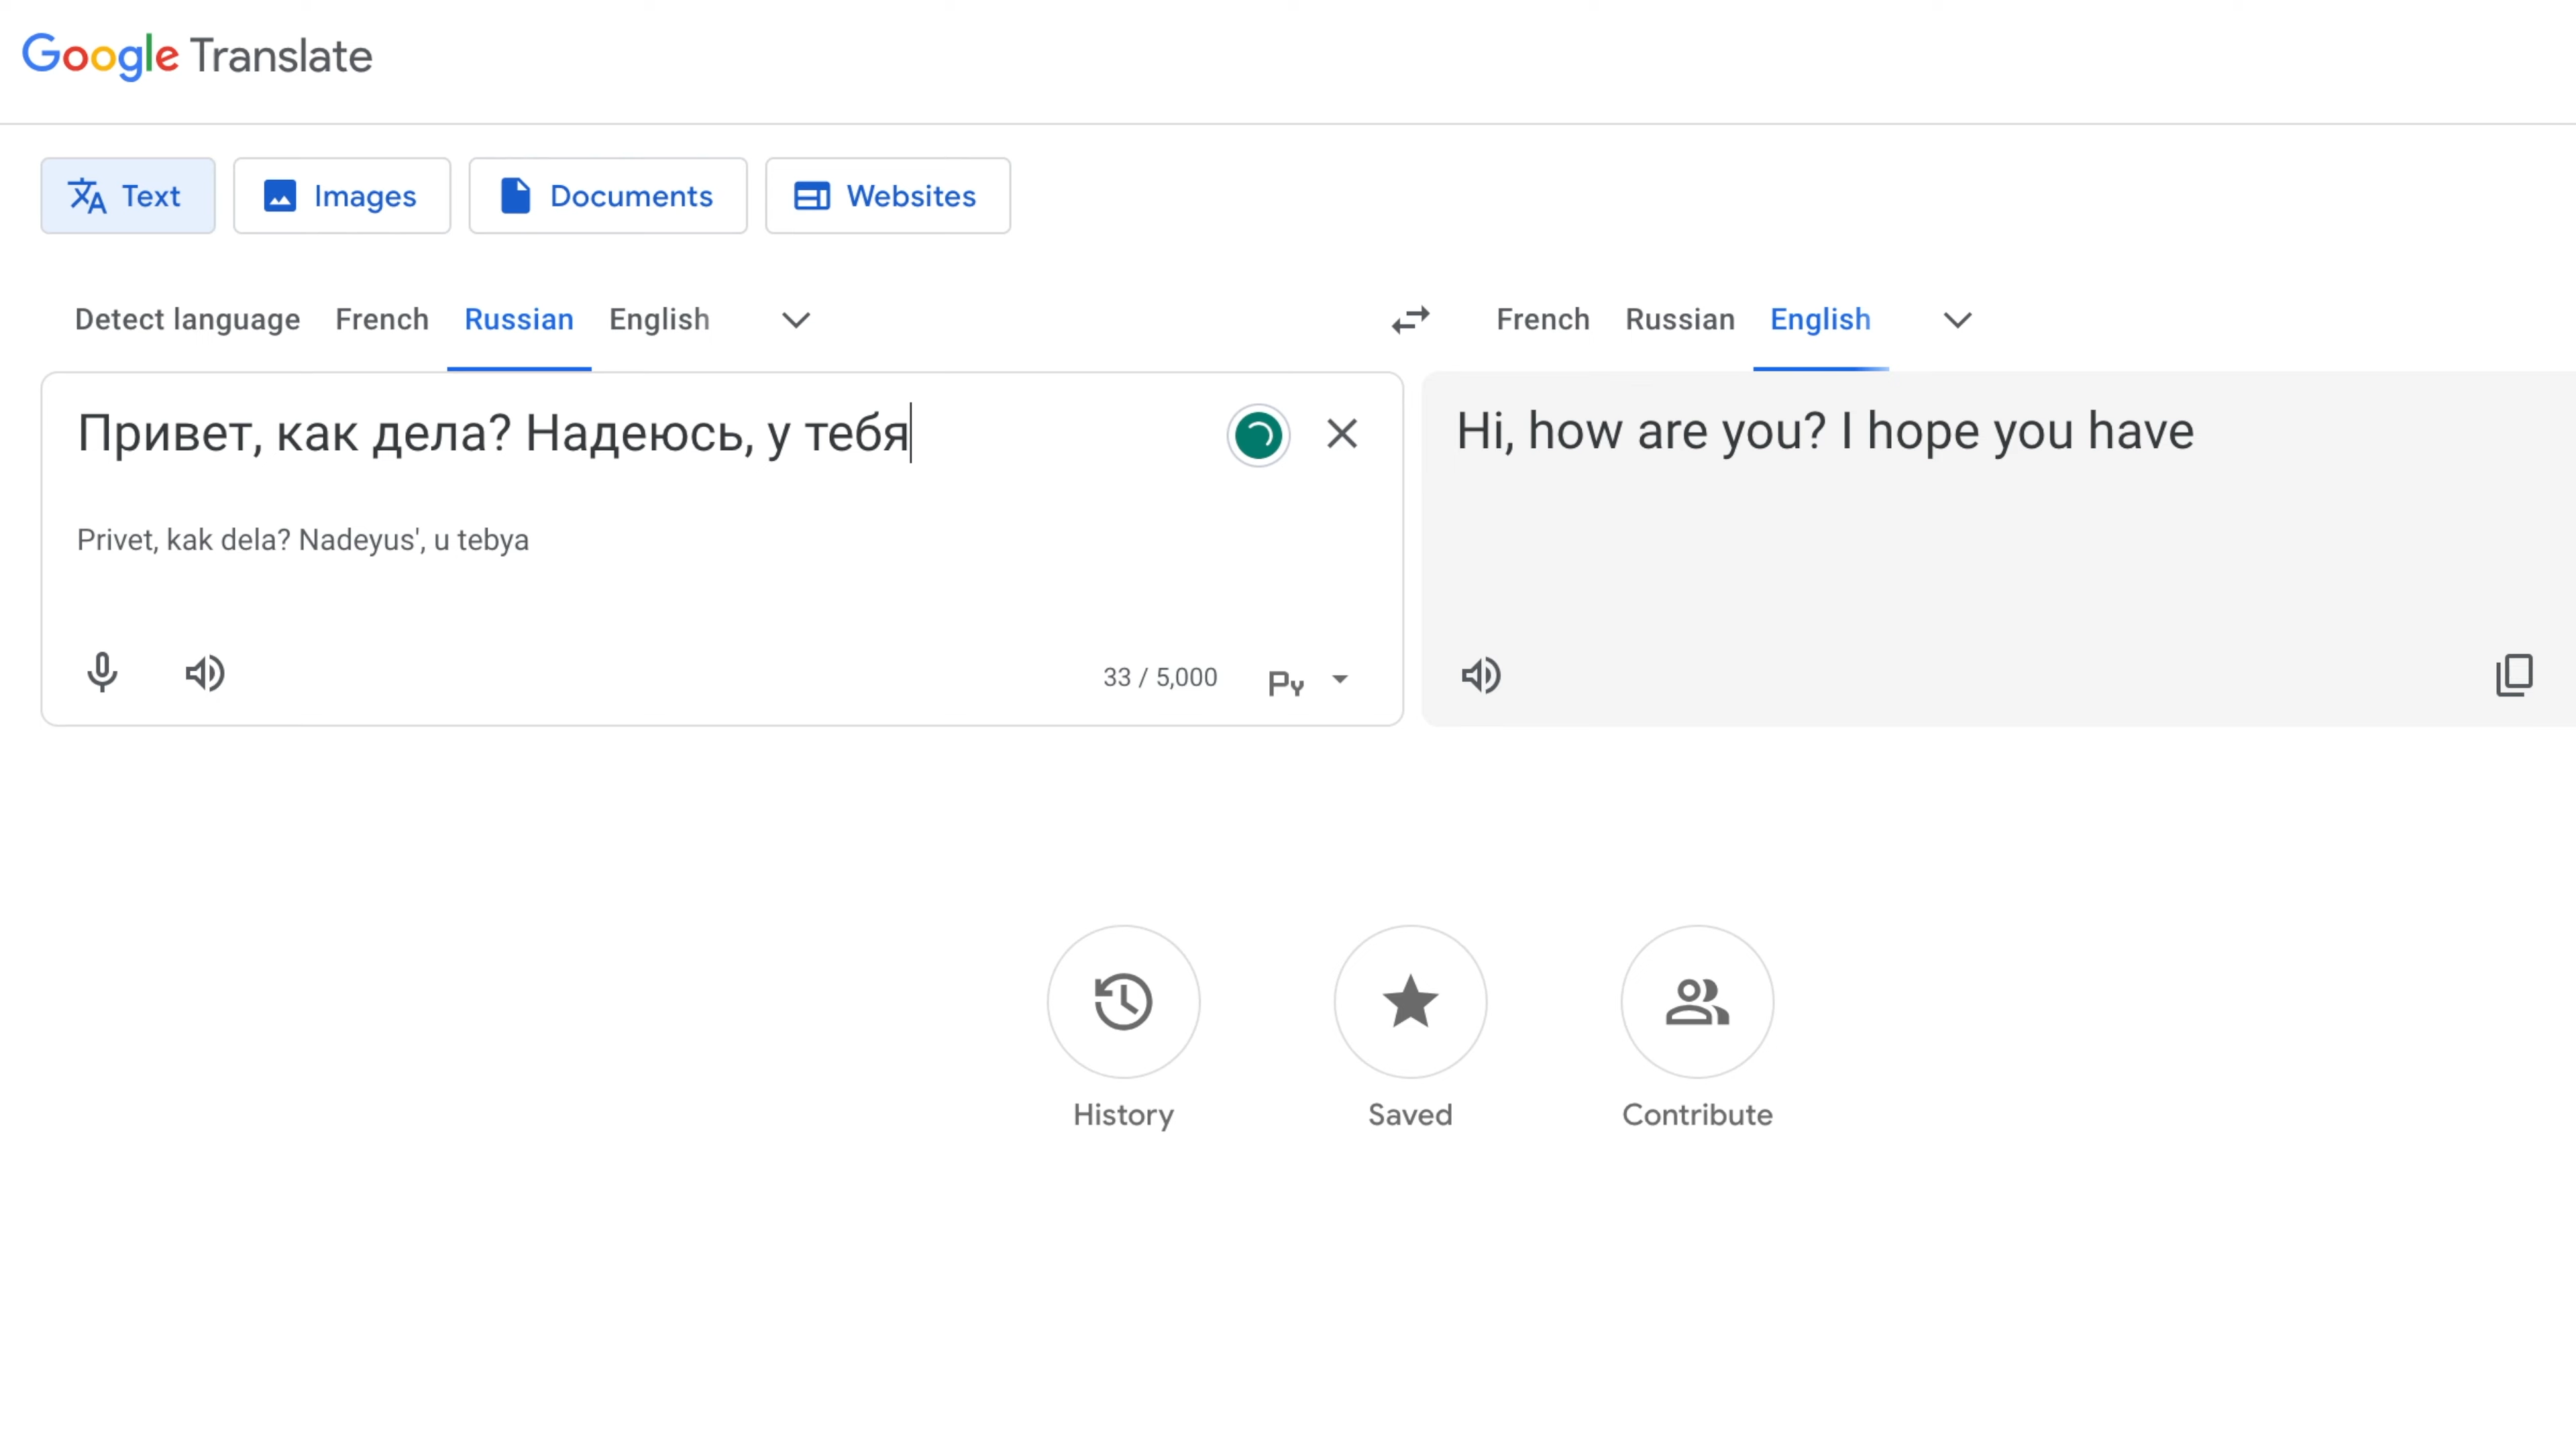 Google Translate
Text Images Documents Websites
Detect language French Russian English
French Russian English
Привет, как дела? Надеюсь, у тебя
Hi, how are you? I hope you have
Privet, kak dela? Nadeyus', u tebya
33 / 5,000 Ру
History Saved Contribute